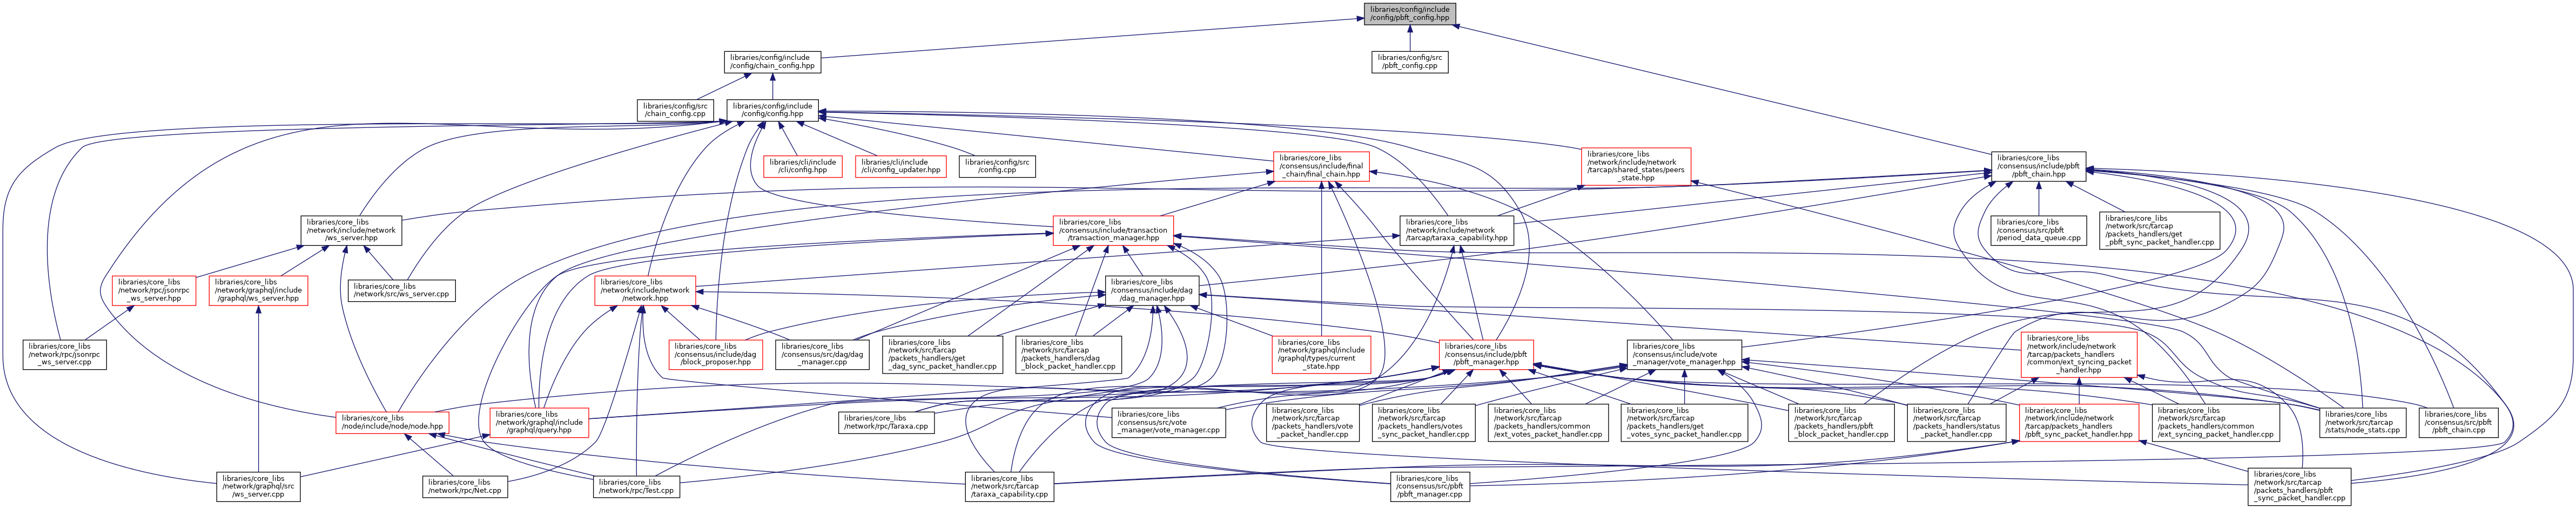 libraries/config/include
/config/pbft_config.hpp
libraries/config/include
/config/chain_config.hpp
libraries/config/src
/pbft_config.cpp
libraries/config/src
/chain_config.cpp
libraries/config/include
/config/config.hpp
libraries/cli/include
/cli/config.hpp
libraries/cli/include
/cli/config_updater.hpp
libraries/config/src
/config.cpp
libraries/core_libs
/consensus/include/final
_chain/final_chain.hpp
libraries/core_libs
/network/include/network
/tarcap/shared_states/peers
_state.hpp
libraries/core_libs
/consensus/include/pbft
/pbft_chain.hpp
libraries/core_libs
/network/include/network
/ws_server.hpp
libraries/core_libs
/consensus/include/transaction
/transaction_manager.hpp
libraries/core_libs
/network/include/network
/tarcap/taraxa_capability.hpp
libraries/core_libs
/consensus/src/pbft
/period_data_queue.cpp
libraries/core_libs
/network/src/tarcap
/packets_handlers/get
_pbft_sync_packet_handler.cpp
libraries/core_libs
/network/rpc/jsonrpc
_ws_server.hpp
libraries/core_libs
/network/graphql/include
/graphql/ws_server.hpp
libraries/core_libs
/network/src/ws_server.cpp
libraries/core_libs
/network/include/network
/network.hpp
libraries/core_libs
/consensus/include/dag
/dag_manager.hpp
libraries/core_libs
/network/rpc/jsonrpc
_ws_server.cpp
libraries/core_libs
/consensus/include/dag
/block_proposer.hpp
libraries/core_libs
/consensus/src/dag/dag
_manager.cpp
libraries/core_libs
/network/src/tarcap
/packets_handlers/get
_dag_sync_packet_handler.cpp
libraries/core_libs
/network/src/tarcap
/packets_handlers/dag
_block_packet_handler.cpp
libraries/core_libs
/network/graphql/include
/graphql/types/current
_state.hpp
libraries/core_libs
/consensus/include/pbft
/pbft_manager.hpp
libraries/core_libs
/consensus/include/vote
_manager/vote_manager.hpp
libraries/core_libs
/network/include/network
/tarcap/packets_handlers
/common/ext_syncing_packet
_handler.hpp
libraries/core_libs
/node/include/node/node.hpp
libraries/core_libs
/network/graphql/include
/graphql/query.hpp
libraries/core_libs
/network/rpc/Taraxa.cpp
libraries/core_libs
/consensus/src/vote
_manager/vote_manager.cpp
libraries/core_libs
/network/src/tarcap
/packets_handlers/vote
_packet_handler.cpp
libraries/core_libs
/network/src/tarcap
/packets_handlers/votes
_sync_packet_handler.cpp
libraries/core_libs
/network/src/tarcap
/packets_handlers/common
/ext_votes_packet_handler.cpp
libraries/core_libs
/network/src/tarcap
/packets_handlers/get
_votes_sync_packet_handler.cpp
libraries/core_libs
/network/src/tarcap
/packets_handlers/pbft
_block_packet_handler.cpp
libraries/core_libs
/network/src/tarcap
/packets_handlers/status
_packet_handler.cpp
libraries/core_libs
/network/include/network
/tarcap/packets_handlers
/pbft_sync_packet_handler.hpp
libraries/core_libs
/network/src/tarcap
/packets_handlers/common
/ext_syncing_packet_handler.cpp
libraries/core_libs
/network/src/tarcap
/stats/node_stats.cpp
libraries/core_libs
/consensus/src/pbft
/pbft_chain.cpp
libraries/core_libs
/network/graphql/src
/ws_server.cpp
libraries/core_libs
/network/rpc/Net.cpp
libraries/core_libs
/network/rpc/Test.cpp
libraries/core_libs
/network/src/tarcap
/taraxa_capability.cpp
libraries/core_libs
/consensus/src/pbft
/pbft_manager.cpp
libraries/core_libs
/network/src/tarcap
/packets_handlers/pbft
_sync_packet_handler.cpp